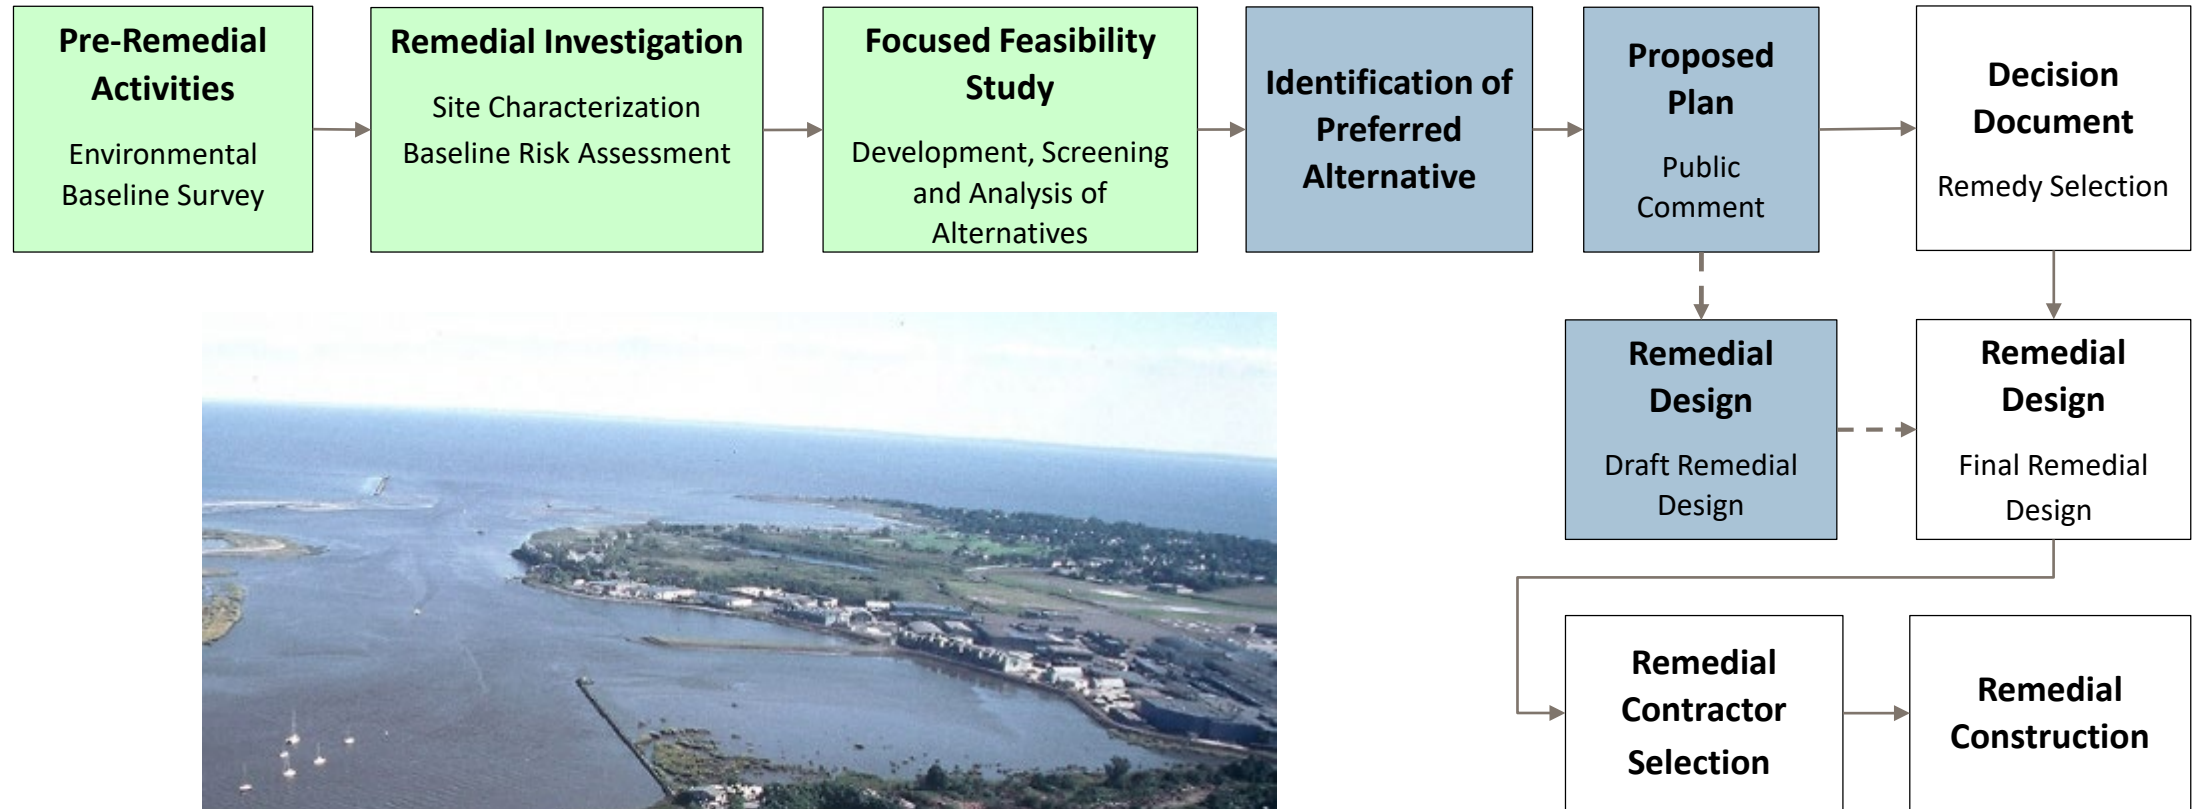 Pre-Remedial
Activities
Environmental
Baseline Survey
Remedial Investigation
Site Characterization
Baseline Risk Assessment
Focused Feasibility
Study
Development, Screening
and Analysis of
Alternatives
Identification of
Preferred
Alternative
Proposed
Plan
Public
Comment
Decision
Document
Remedy Selection
Remedial
Design
Draft Remedial
Design
Remedial
Design
Final Remedial
Design
Remedial
Contractor
Selection
Remedial
Construction